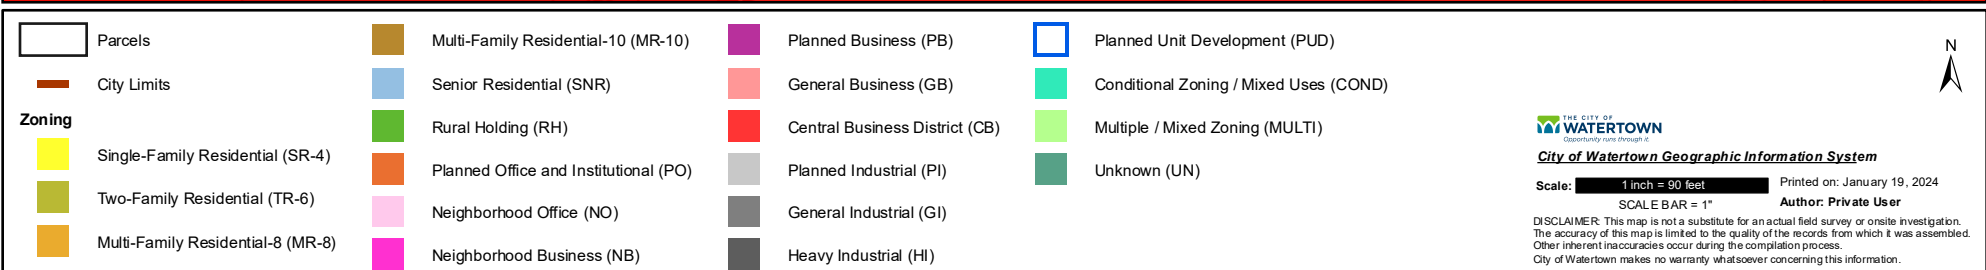 Parcels
City Limits
Zoning
Single-Family Residential (SR-4)
Two-Family Residential (TR-6)
Multi-Family Residential-8 (MR-8)
Multi-Family Residential-10 (MR-10)
Senior Residential (SNR)
Rural Holding (RH)
Planned Office and Institutional (PO)
Neighborhood Office (NO)
Neighborhood Business (NB)
Planned Business (PB)
General Business (GB)
Central Business District (CB)
Planned Industrial (PI)
General Industrial (GI)
Heavy Industrial (HI)
Planned Unit Development (PUD)
Conditional Zoning / Mixed Uses (COND)
Multiple / Mixed Zoning (MULTI)
Unknown (UN)
N
THE CITY OF
WATERTOWN
Opportunity runs through it.
City of Watertown Geographic Information System
Scale: 1 inch = 90 feet
SCALE BAR = 1"
Printed on: January 19, 2024
Author: Private User
DISCLAIMER: This map is not a substitute for an actual field survey or onsite investigation.
The accuracy of this map is limited to the quality of the records from which it was assembled.
Other inherent inaccuracies occur during the compilation process.
City of Watertown makes no warranty whatsoever concerning this information.